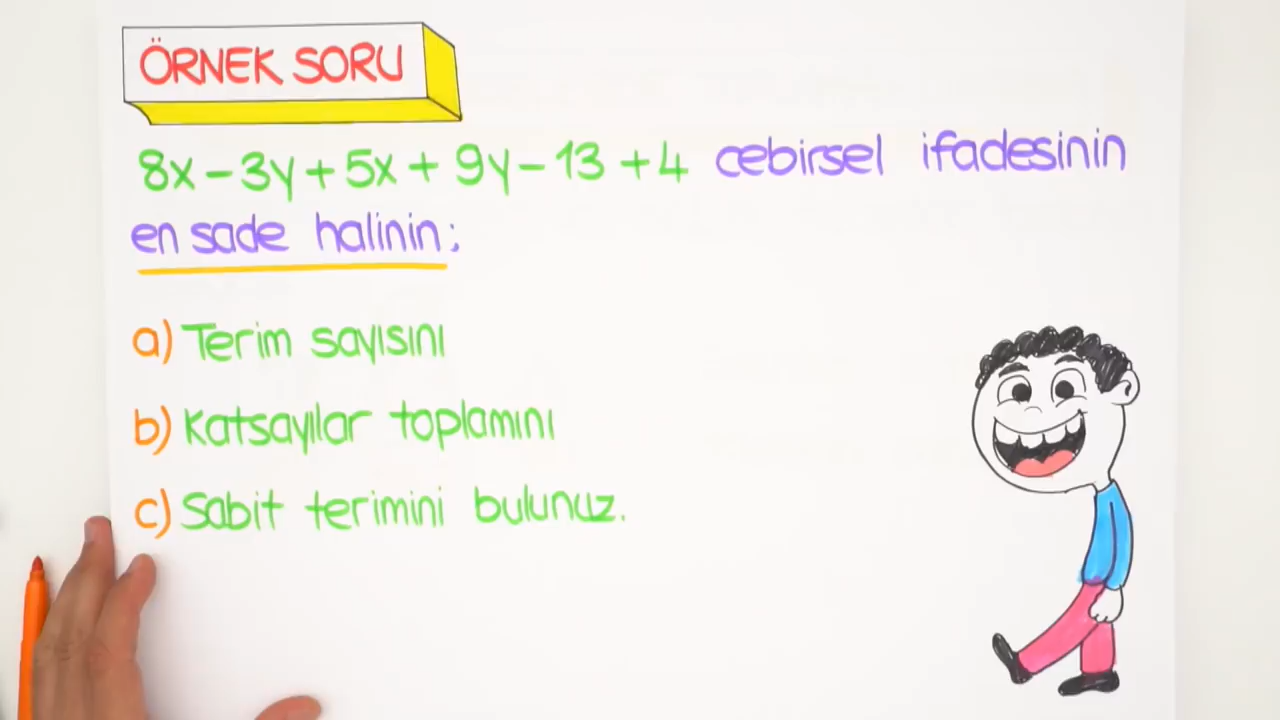 ÖRNEK SORU
8x - 3y + 5x + 9y - 13 + 4 cebirsel ifadesinin
en sade halinin;
a) Terim sayısını
b) Katsayılar toplamını
c) Sabit terimini bulunuz.